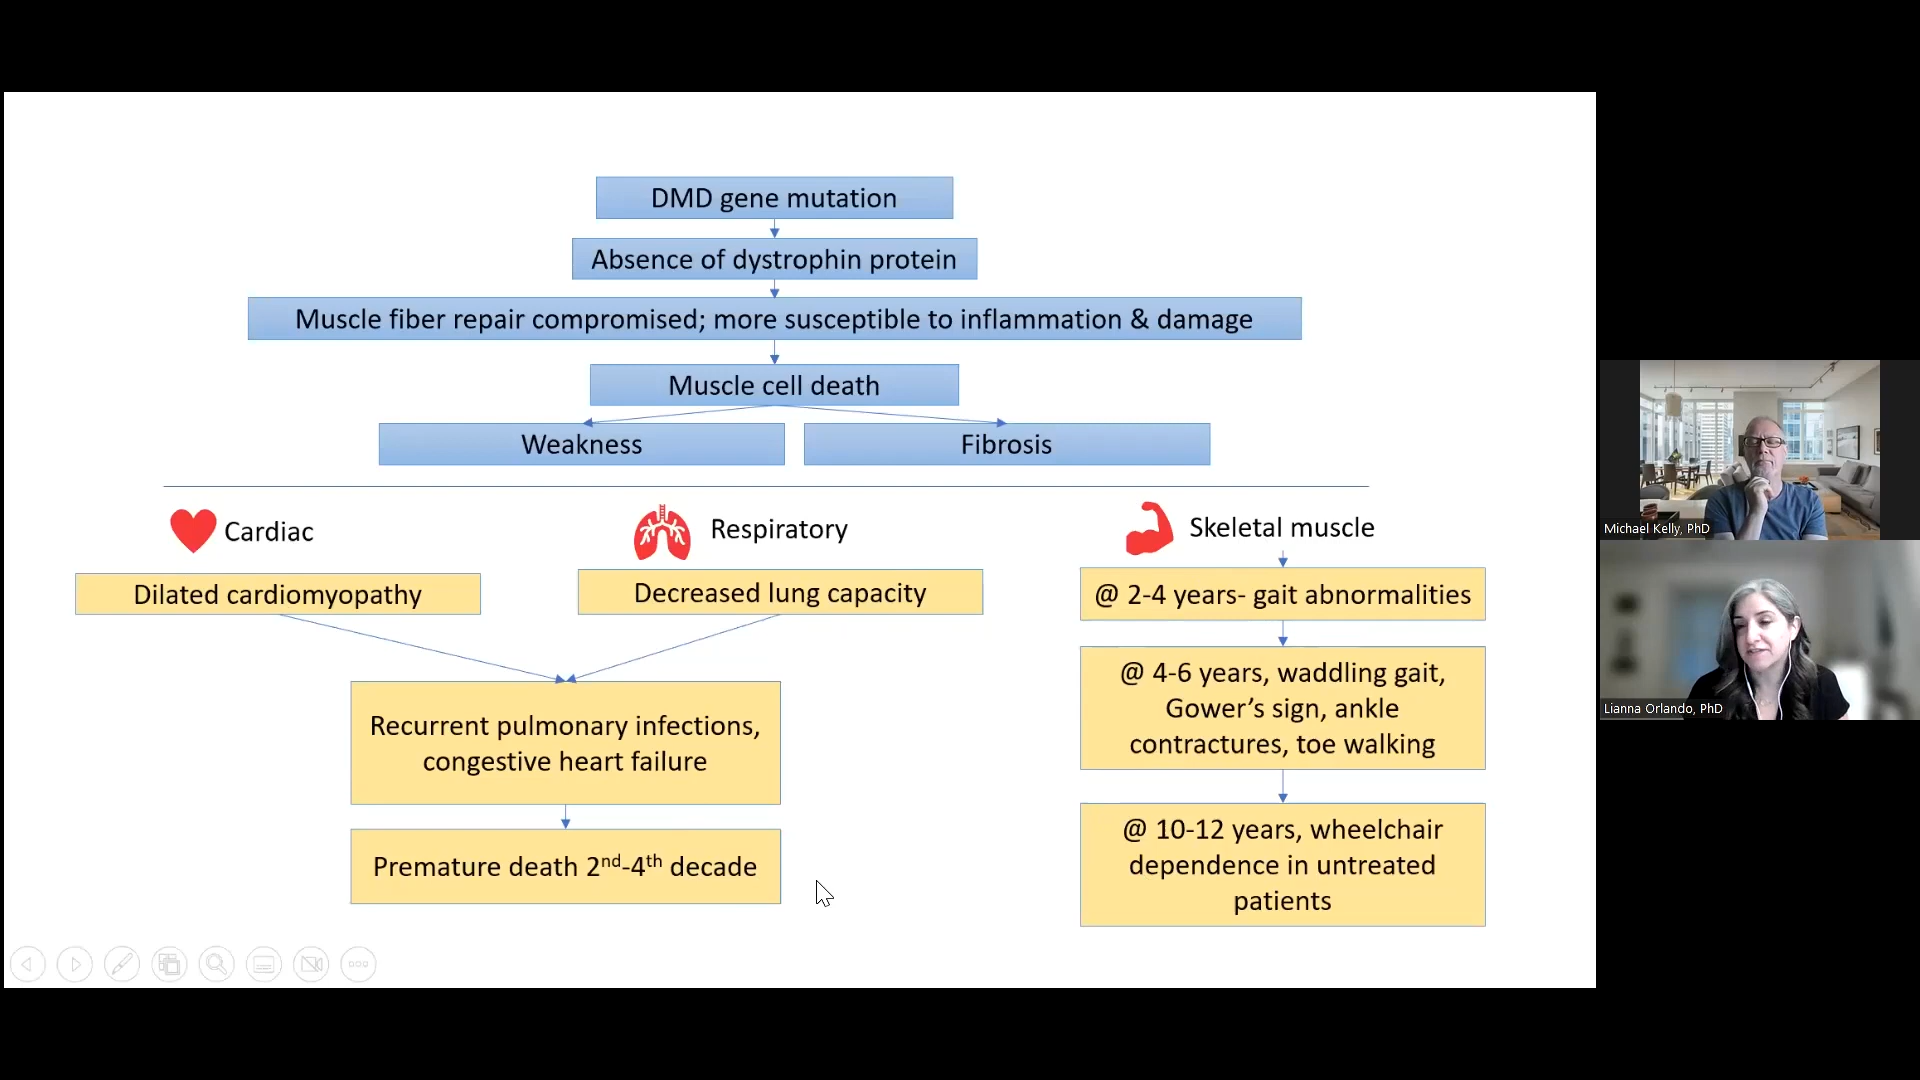 DMD gene mutation
Absence of dystrophin protein
Muscle fiber repair compromised; more susceptible to inflammation & damage
Muscle cell death
Weakness
Fibrosis
Cardiac
Respiratory
Skeletal muscle
Dilated cardiomyopathy
Decreased lung capacity
@ 2-4 years- gait abnormalities
@ 4-6 years, waddling gait,
Gower’s sign, ankle
contractures, toe walking
Recurrent pulmonary infections,
congestive heart failure
@ 10-12 years, wheelchair
dependence in untreated
patients
Premature death 2nd-4th decade
Michael Kelly, PhD
Lianna Orlando, PhD